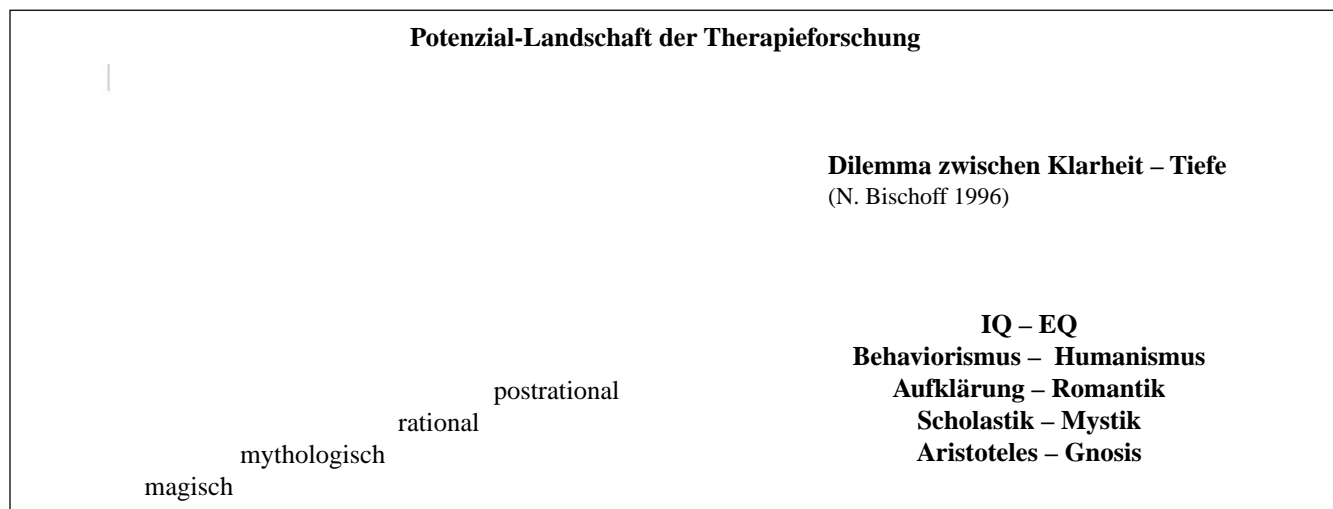 Potenzial-Landschaft der Therapieforschung
Dilemma zwischen Klarheit – Tiefe
(N. Bischoff 1996)
IQ – EQ
Behaviorismus – Humanismus
Aufklärung – Romantik
Scholastik – Mystik
Aristoteles – Gnosis
postrational
rational
mythologisch
magisch